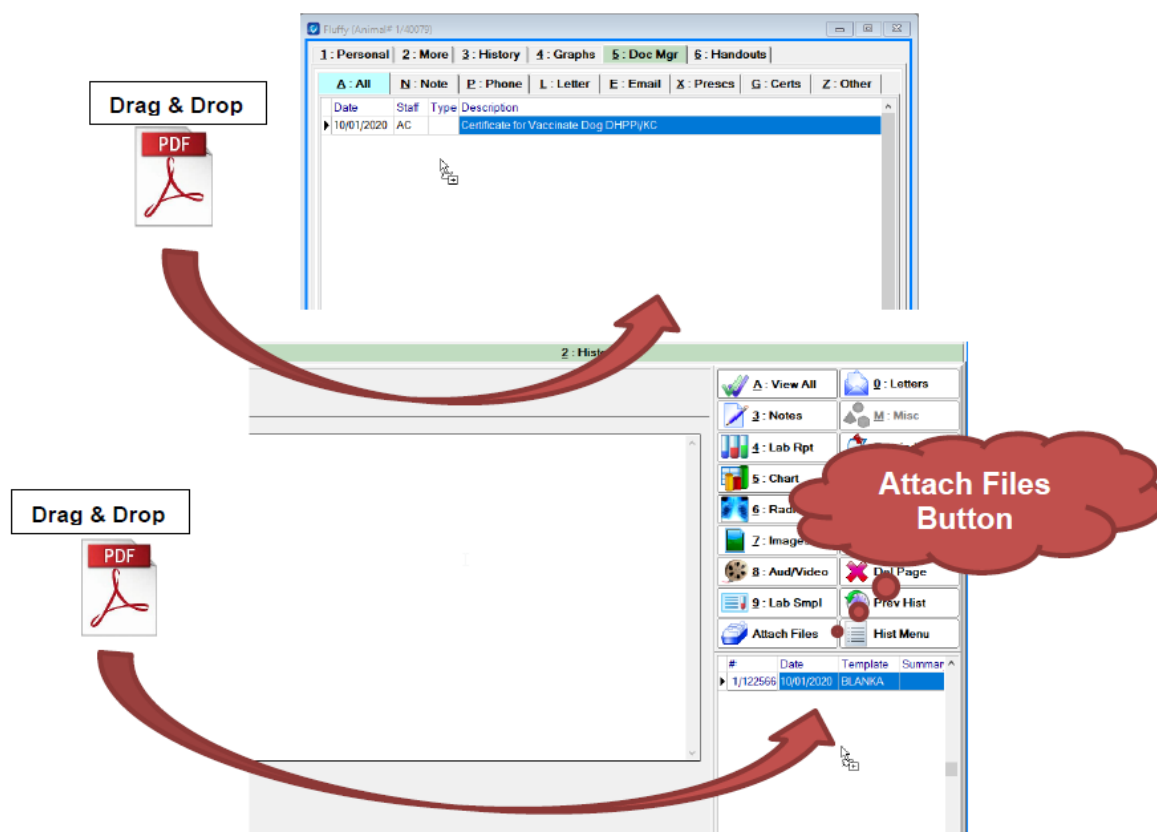 Fluffy (Animal# 1/40079)
1 : Personal 2 : More 3 : History 4 : Graphs 5 : Doc Mgr 6 : Handouts
A : All N : Note P : Phone L : Letter E : Email X : Prescs G : Certs Z : Other
Date Staff Type Description
10/01/2020 AC Certificate for Vaccinate Dog DHPPi/KC
Drag & Drop
PDF
2 : Hist
A : View All 0 : Letters
3 : Notes M : Misc
4 : Lab Rpt
5 : Chart
6 : Radi
7 : Images
8 : Aud/Video Del Page
9 : Lab Smpl Prev Hist
Attach Files Hist Menu
Attach Files
Button
Drag & Drop
PDF
# Date Template Summar
1/122566 10/01/2020 BLANKA